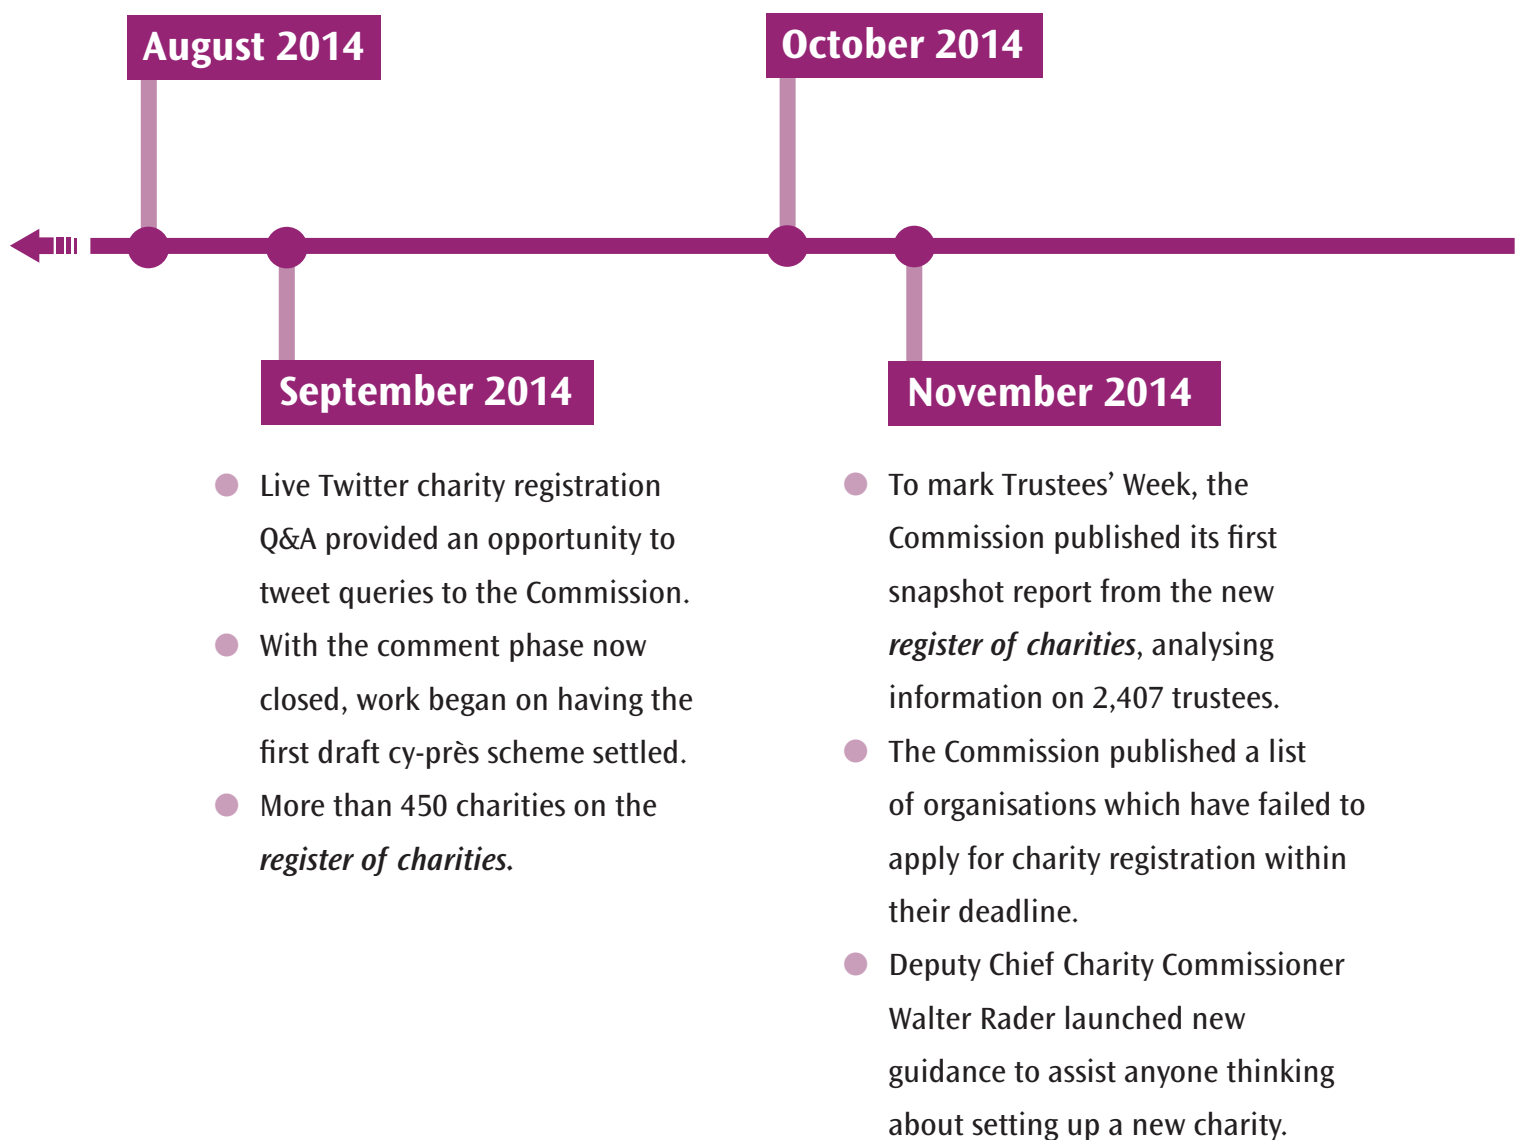 August 2014
October 2014
September 2014
Live Twitter charity registration
Q&A provided an opportunity to
tweet queries to the Commission.
With the comment phase now
closed, work began on having the
first draft cy-près scheme settled.
More than 450 charities on the
register of charities.
November 2014
To mark Trustees’ Week, the
Commission published its first
snapshot report from the new
register of charities, analysing
information on 2,407 trustees.
The Commission published a list
of organisations which have failed to
apply for charity registration within
their deadline.
Deputy Chief Charity Commissioner
Walter Rader launched new
guidance to assist anyone thinking
about setting up a new charity.